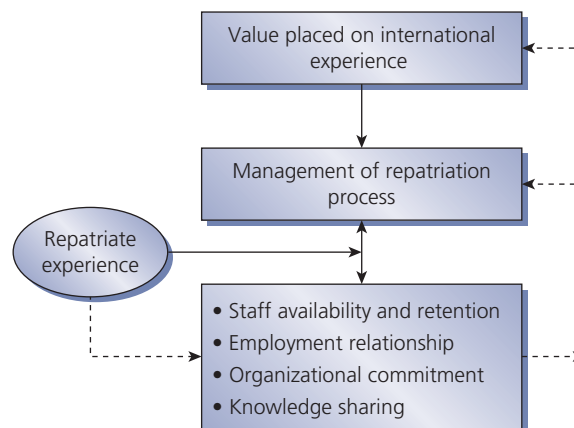 Value placed on international
experience
Management of repatriation
process
Repatriate
experience
• Staff availability and retention
• Employment relationship
• Organizational commitment
• Knowledge sharing